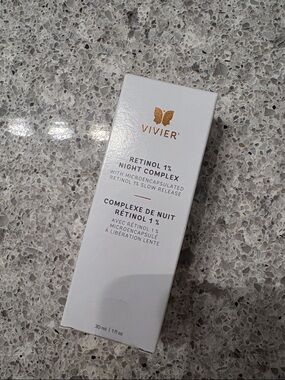 VIVIER®
RETINOL 1%
NIGHT COMPLEX
WITH MICROENCAPSULATED
RETINOL 1% SLOW RELEASE
COMPLEXE DE NUIT
RÉTINOL 1 %
AVEC RÉTINOL 1 %
MICROENCAPSULÉ
À LIBÉRATION LENTE
30 ml | 1 fl oz